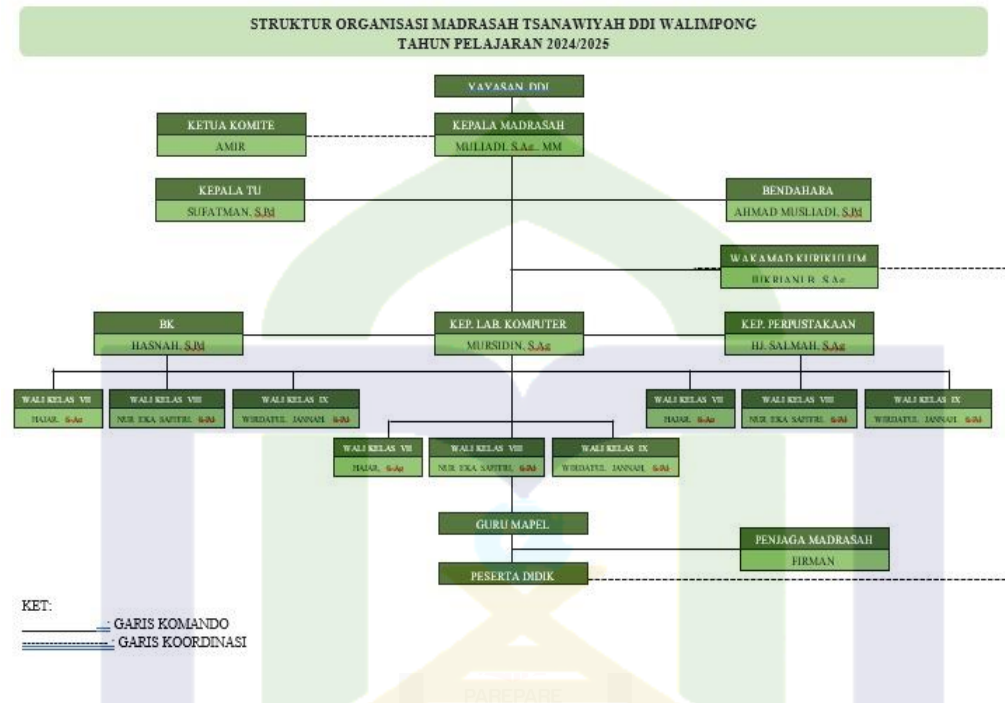 STRUKTUR ORGANISASI MADRASAH TSANAWIYAH DDI WALIMPONG
TAHUN PELAJARAN 2024/2025
YAYASAN DDI
KETUA KOMITE
AMIR
KEPALA MADRASAH
MULIADI, S.Ag., MM
KEPALA TU
SUFATMAN, S.Pd
BENDAHARA
AHMAD MUSLIADI, S.Pd
WAKAMAD KURIKULUM
B, S.Ag
BK
HASNAH, S.Pd
KEP. LAB. KOMPUTER
MURSIDIN, S.Ag
KEP. PERPUSTAKAAN
HJ. SALMAH, S.Ag
WALI KELAS VII
HAJAR, S.Ag
WALI KELAS VIII
NUR EKA SAFITRI, S.Pd
WALI KELAS IX
WIRDATUL JANNAH, S.Pd
WALI KELAS VII
HAJAR, S.Ag
WALI KELAS VIII
NUR EKA SAFITRI, S.Pd
WALI KELAS IX
WIRDATUL JANNAH, S.Pd
WALI KELAS VII
HAJAR, S.Ag
WALI KELAS VIII
NUR EKA SAFITRI, S.Pd
WALI KELAS IX
WIRDATUL JANNAH, S.Pd
GURU MAPEL
PENJAGA MADRASAH
FIRMAN
PESERTA DIDIK
KET:
: GARIS KOMANDO
: GARIS KOORDINASI
PAREPARE